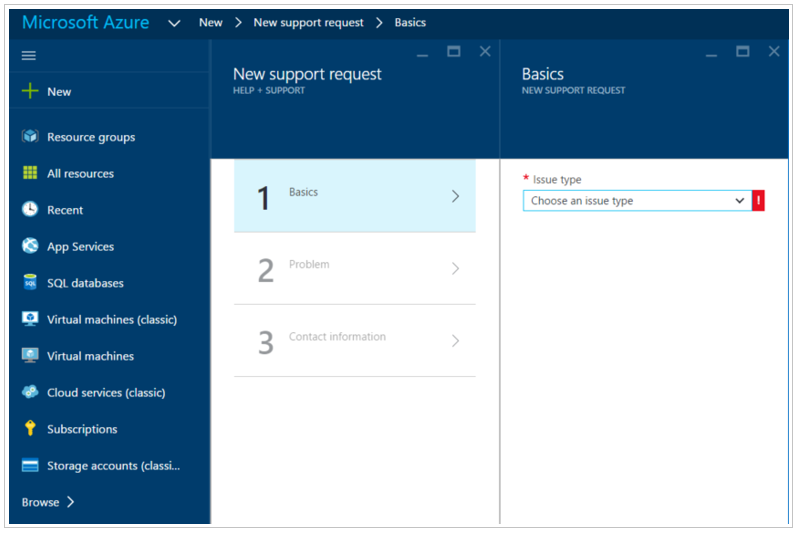 Microsoft Azure New > New support request > Basics
New
Resource groups
All resources
Recent
App Services
SQL databases
Virtual machines (classic)
Virtual machines
Cloud services (classic)
Subscriptions
Storage accounts (classi...
Browse >
New support request
HELP + SUPPORT
1 Basics
2 Problem
3 Contact information
Basics
NEW SUPPORT REQUEST
* Issue type
Choose an issue type !